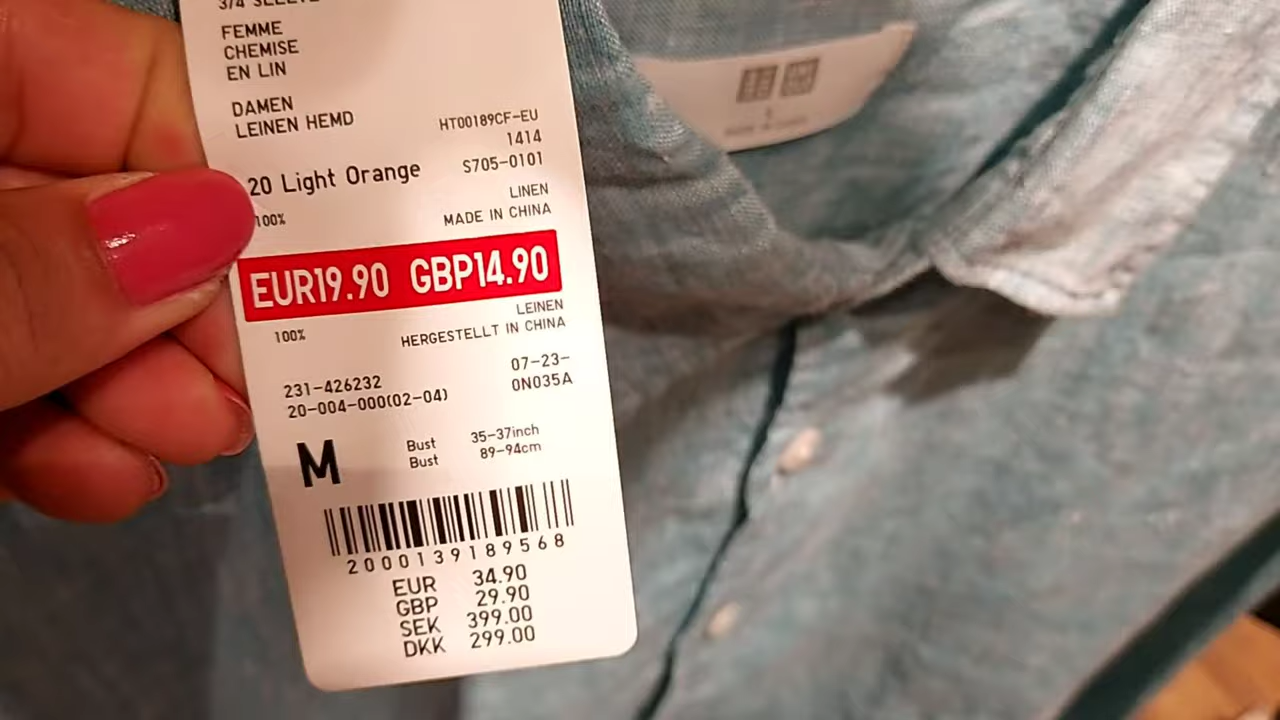 3/4 SLEEVE
FEMME
CHEMISE
EN LIN
DAMEN
LEINEN HEMD
HT00189CF-EU
1414
20 Light Orange
S705-0101
100%
LINEN
MADE IN CHINA
EUR19.90 GBP14.90
100%
LEINEN
HERGESTELLT IN CHINA
231-426232
20-004-000(02-04)
07-23-
0N035A
M
Bust 35-37inch
Bust 89-94cm
2000139189568
EUR 34.90
GBP 29.90
SEK 399.00
DKK 299.00